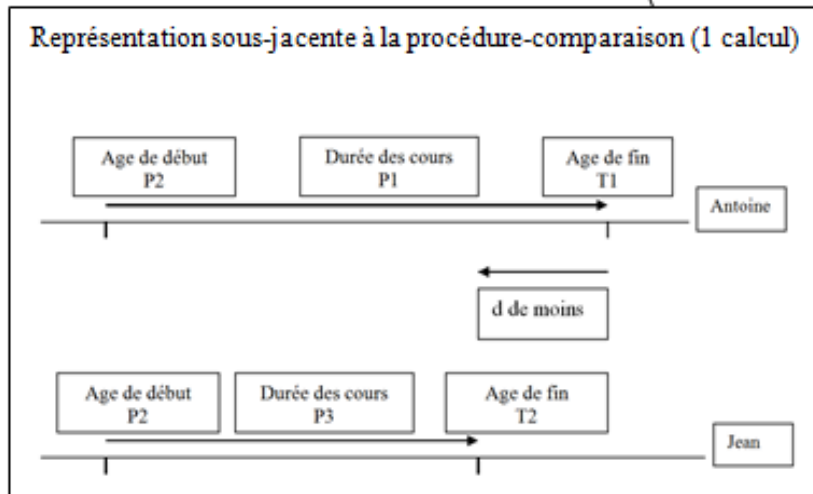 Représentation sous-jacente à la procédure-comparaison (1 calcul)
Age de début
P2
Durée des cours
P1
Age de fin
T1
Antoine
d de moins
Age de début
P2
Durée des cours
P3
Age de fin
T2
Jean